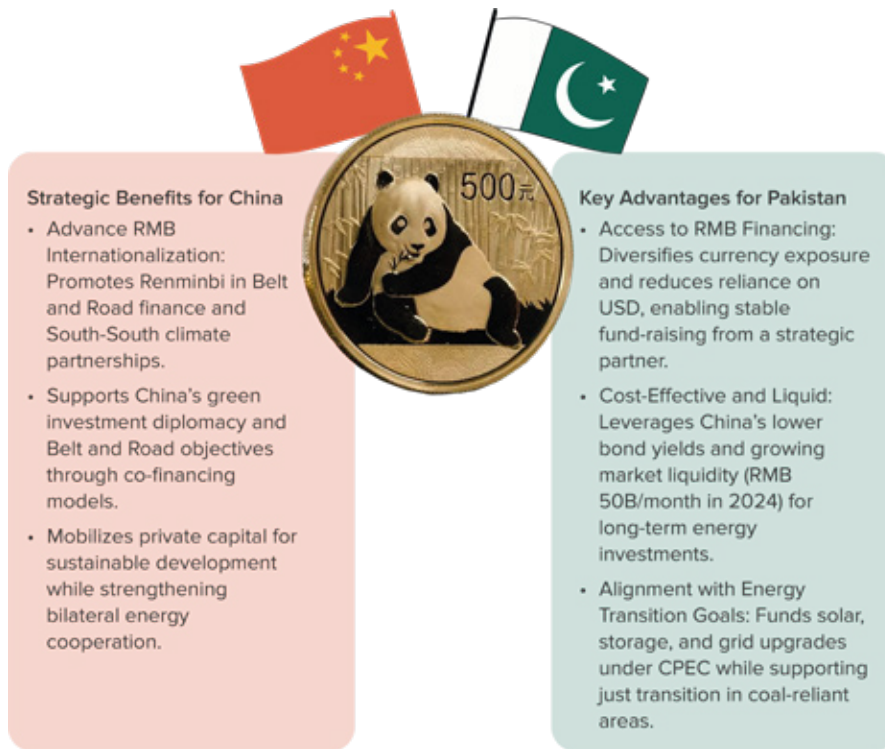 500元
Strategic Benefits for China
• Advance RMB
Internationalization:
Promotes Renminbi in Belt
and Road finance and
South-South climate
partnerships.
• Supports China's green
investment diplomacy and
Belt and Road objectives
through co-financing
models.
• Mobilizes private capital for
sustainable development
while strengthening
bilateral energy
cooperation.
Key Advantages for Pakistan
• Access to RMB Financing:
Diversifies currency exposure
and reduces reliance on
USD, enabling stable
fund-raising from a strategic
partner.
• Cost-Effective and Liquid:
Leverages China's lower
bond yields and growing
market liquidity (RMB
50B/month in 2024) for
long-term energy
investments.
• Alignment with Energy
Transition Goals: Funds solar,
storage, and grid upgrades
under CPEC while supporting
just transition in coal-reliant
areas.